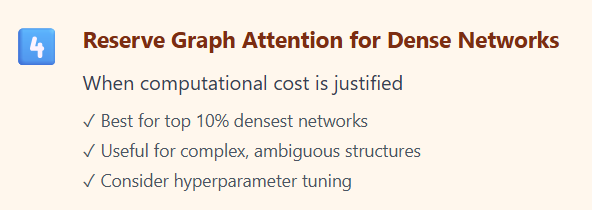 4
Reserve Graph Attention for Dense Networks
When computational cost is justified
✓ Best for top 10% densest networks
✓ Useful for complex, ambiguous structures
✓ Consider hyperparameter tuning